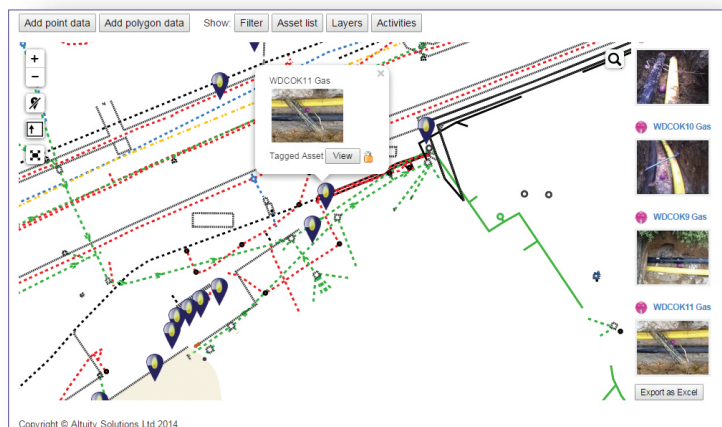 Add point data Add polygon data Show: Filter Asset list Layers Activities
+
−
WDCOK11 Gas
×
Tagged Asset View
WDCOK10 Gas
WDCOK9 Gas
WDCOK11 Gas
Export as Excel
Copyright © Altuity Solutions Ltd 2014